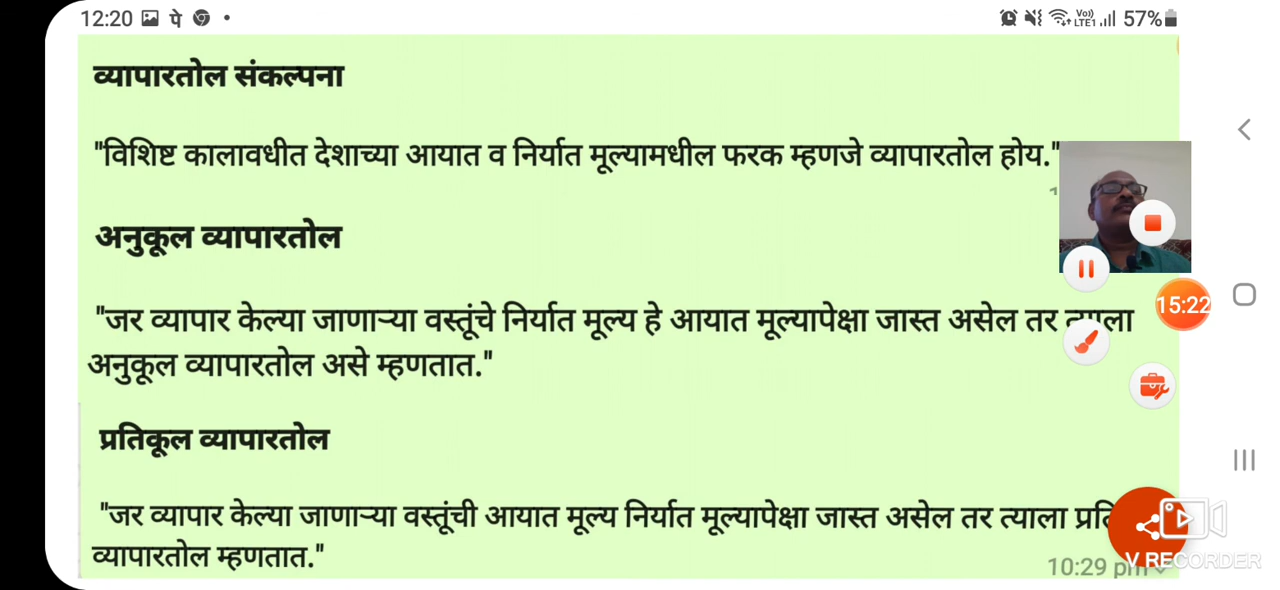 12:20 पे
Vo)) LTE1 57%
व्यापारतोल संकल्पना
"विशिष्ट कालावधीत देशाच्या आयात व निर्यात मूल्यामधील फरक म्हणजे व्यापारतोल होय."
अनुकूल व्यापारतोल
"जर व्यापार केल्या जाणाऱ्या वस्तूंचे निर्यात मूल्य हे आयात मूल्यापेक्षा जास्त असेल तर त्याला
15:22
अनुकूल व्यापारतोल असे म्हणतात."
प्रतिकूल व्यापारतोल
"जर व्यापार केल्या जाणाऱ्या वस्तूंची आयात मूल्य निर्यात मूल्यापेक्षा जास्त असेल तर त्याला
व्यापारतोल म्हणतात."
10:29 pm
V RECORDER